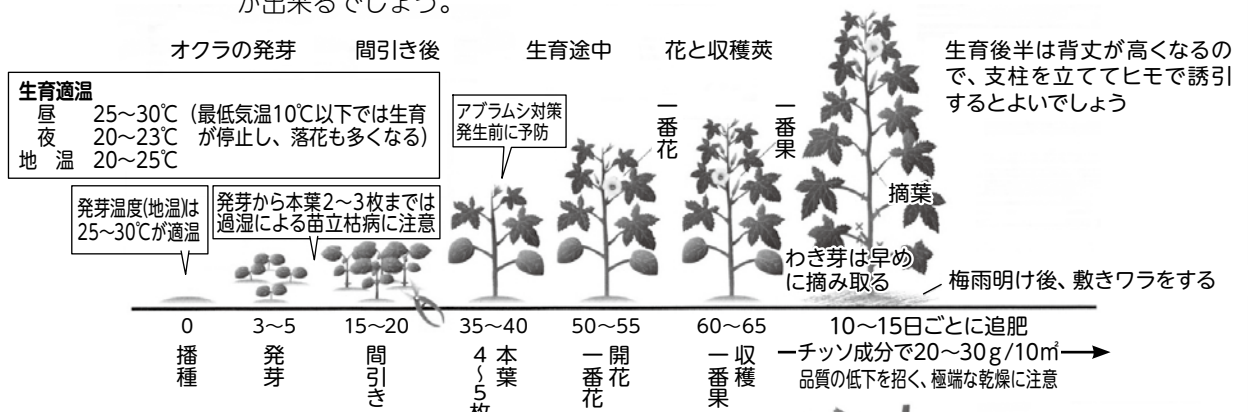 が出来るでしょう。
オクラの発芽
間引き後
生育途中
花と収穫莢
生育後半は背丈が高くなるの
で、支柱を立ててヒモで誘引
するとよいでしょう
生育適温
昼 25～30℃(最低気温10℃以下では生育
夜 20～23℃ が停止し、落花も多くなる)
地 温 20～25℃
アブラムシ対策
発生前に予防
一番花
一番果
発芽温度(地温)は
25～30℃が適温
発芽から本葉2～3枚までは
過湿による苗立枯病に注意
摘葉
わき芽は早め
に摘み取る
梅雨明け後、敷きワラをする
0
3～5
15～20
35～40
50～55
60～65
10～15日ごとに追肥
播種
発芽
間引き
本葉
4～5枚
開花
一番花
収穫
一番果
チッソ成分で20～30g/10㎡
品質の低下を招く、極端な乾燥に注意